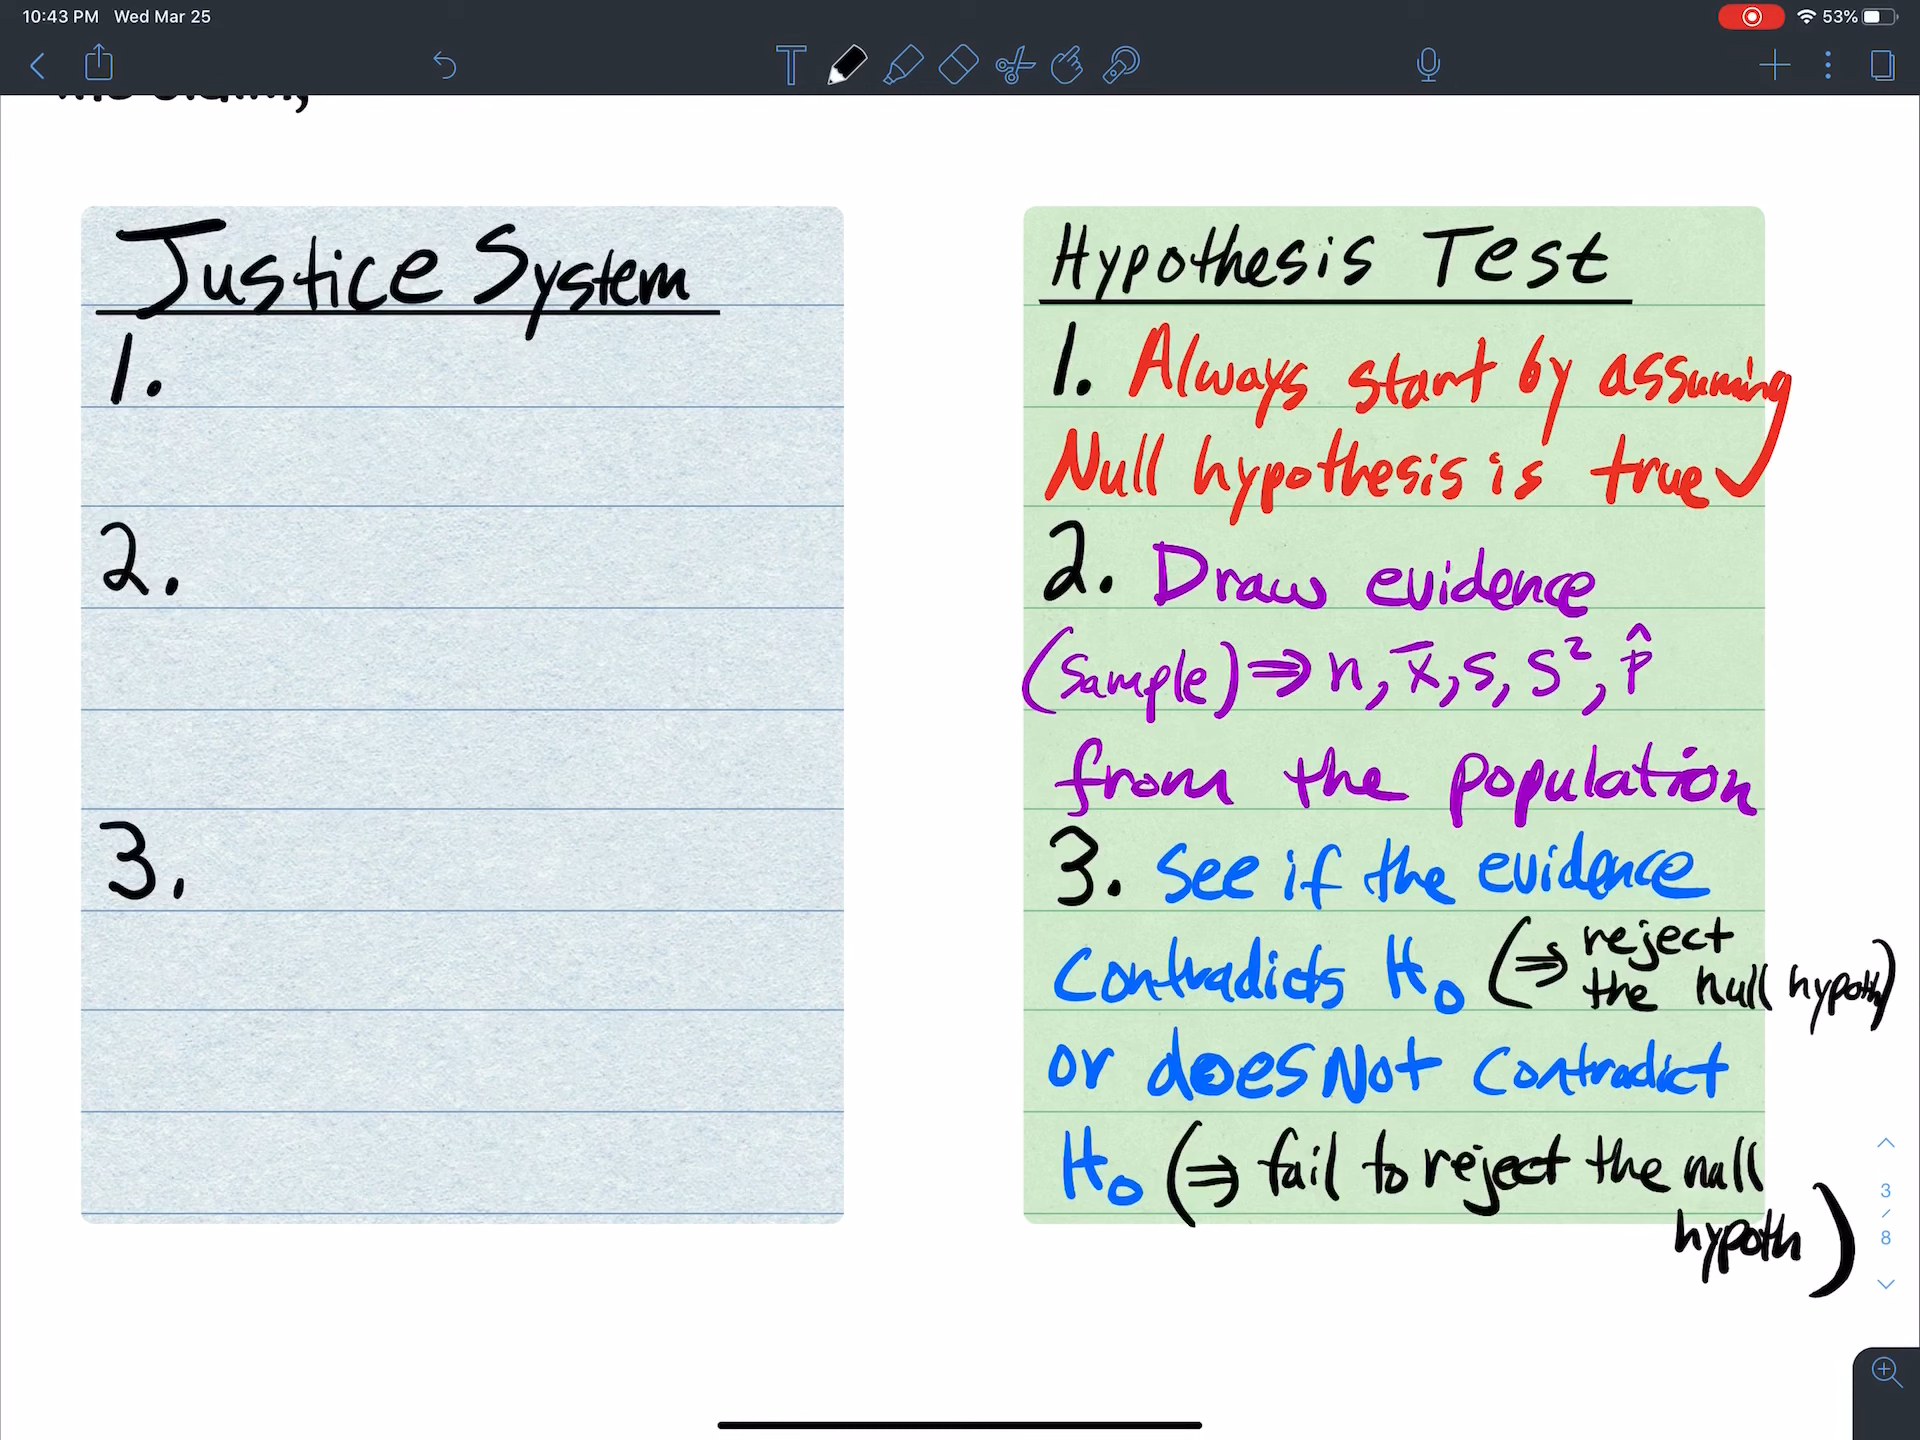 10:43 PM Wed Mar 25
53%
T
Justice System
1.
2.
3.
Hypothesis Test
1. Always start by assuming
Null hypothesis is true
2. Draw evidence
(Sample) ⇒ n, x̄, s, s², p̂
from the population
3. See if the evidence
Contradicts H₀ (⇒ reject
the null hypoth)
or does Not contradict
H₀ (⇒ fail to reject the null
hypoth)
3
/
8